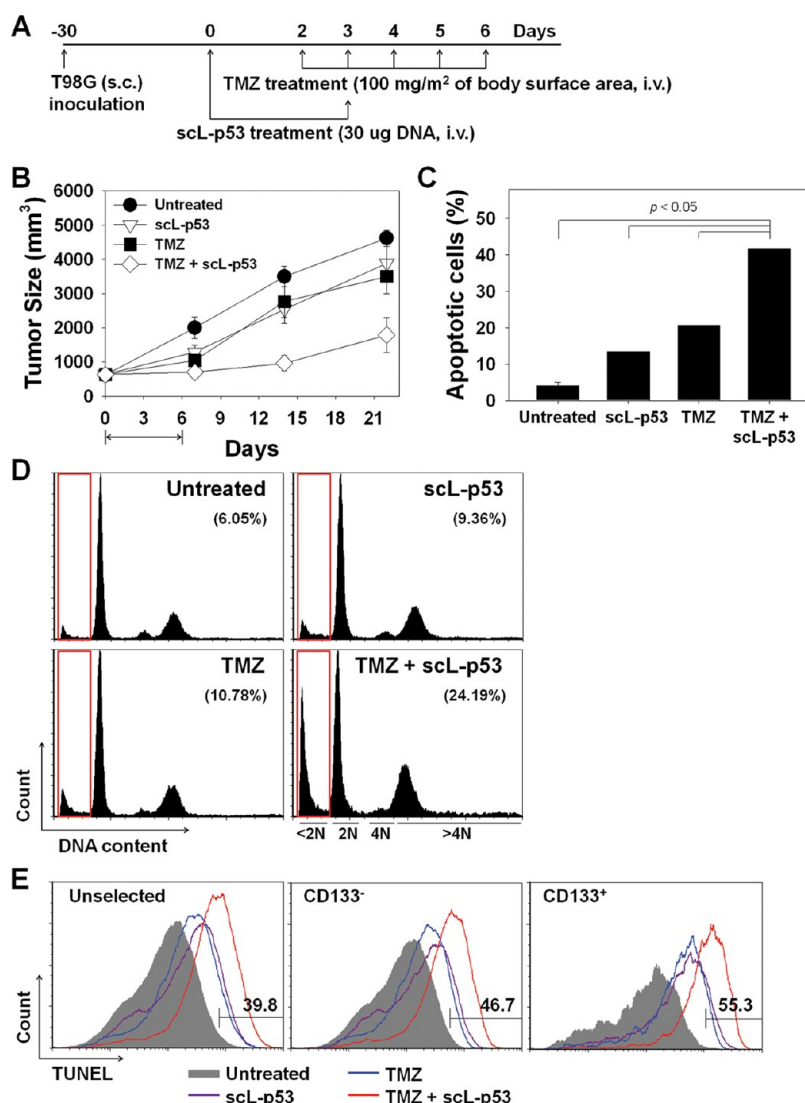 A
-30 0 2 3 4 5 6 Days
T98G (s.c.)
inoculation
TMZ treatment (100 mg/m² of body surface area, i.v.)
scL-p53 treatment (30 ug DNA, i.v.)
B
Tumor Size (mm³)
6000
5000
4000
3000
2000
1000
0
Untreated
scL-p53
TMZ
TMZ + scL-p53
0 3 6 9 12 15 18 21
Days
C
Apoptotic cells (%)
50
40
30
20
10
0
p < 0.05
Untreated scL-p53 TMZ TMZ +
scL-p53
D
Untreated
(6.05%)
scL-p53
(9.36%)
TMZ
(10.78%)
TMZ + scL-p53
(24.19%)
Count
DNA content
<2N 2N 4N >4N
E
Unselected
39.8
CD133⁻
46.7
CD133⁺
55.3
Count
TUNEL
Untreated
TMZ
scL-p53
TMZ + scL-p53